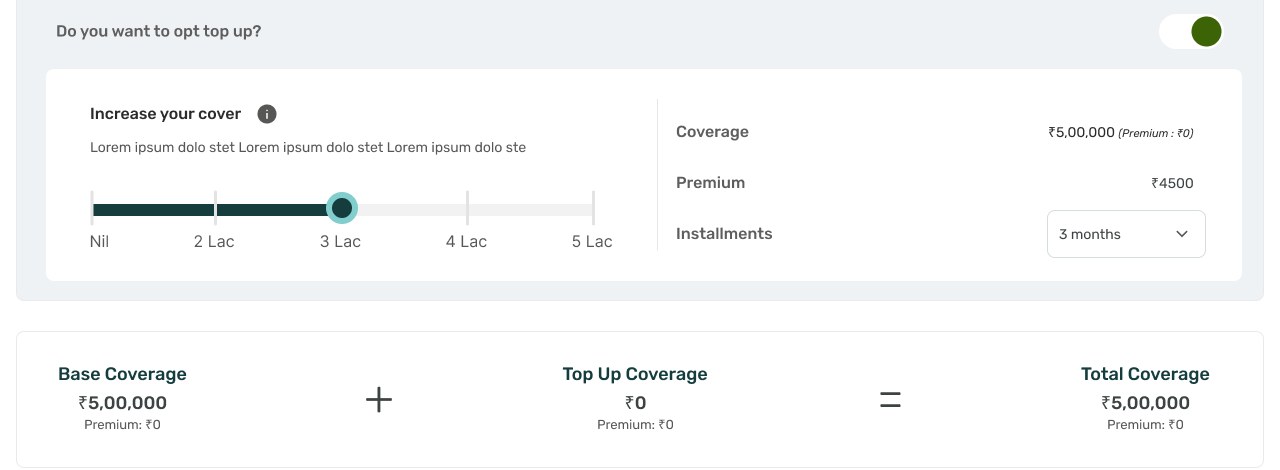 Do you want to opt top up?
Increase your cover i
Lorem ipsum dolo stet Lorem ipsum dolo stet Lorem ipsum dolo ste
Nil 2 Lac 3 Lac 4 Lac 5 Lac
Coverage ₹5,00,000 (Premium : ₹0)
Premium ₹4500
Installments 3 months
Base Coverage + Top Up Coverage = Total Coverage
₹5,00,000 ₹0 ₹5,00,000
Premium: ₹0 Premium: ₹0 Premium: ₹0